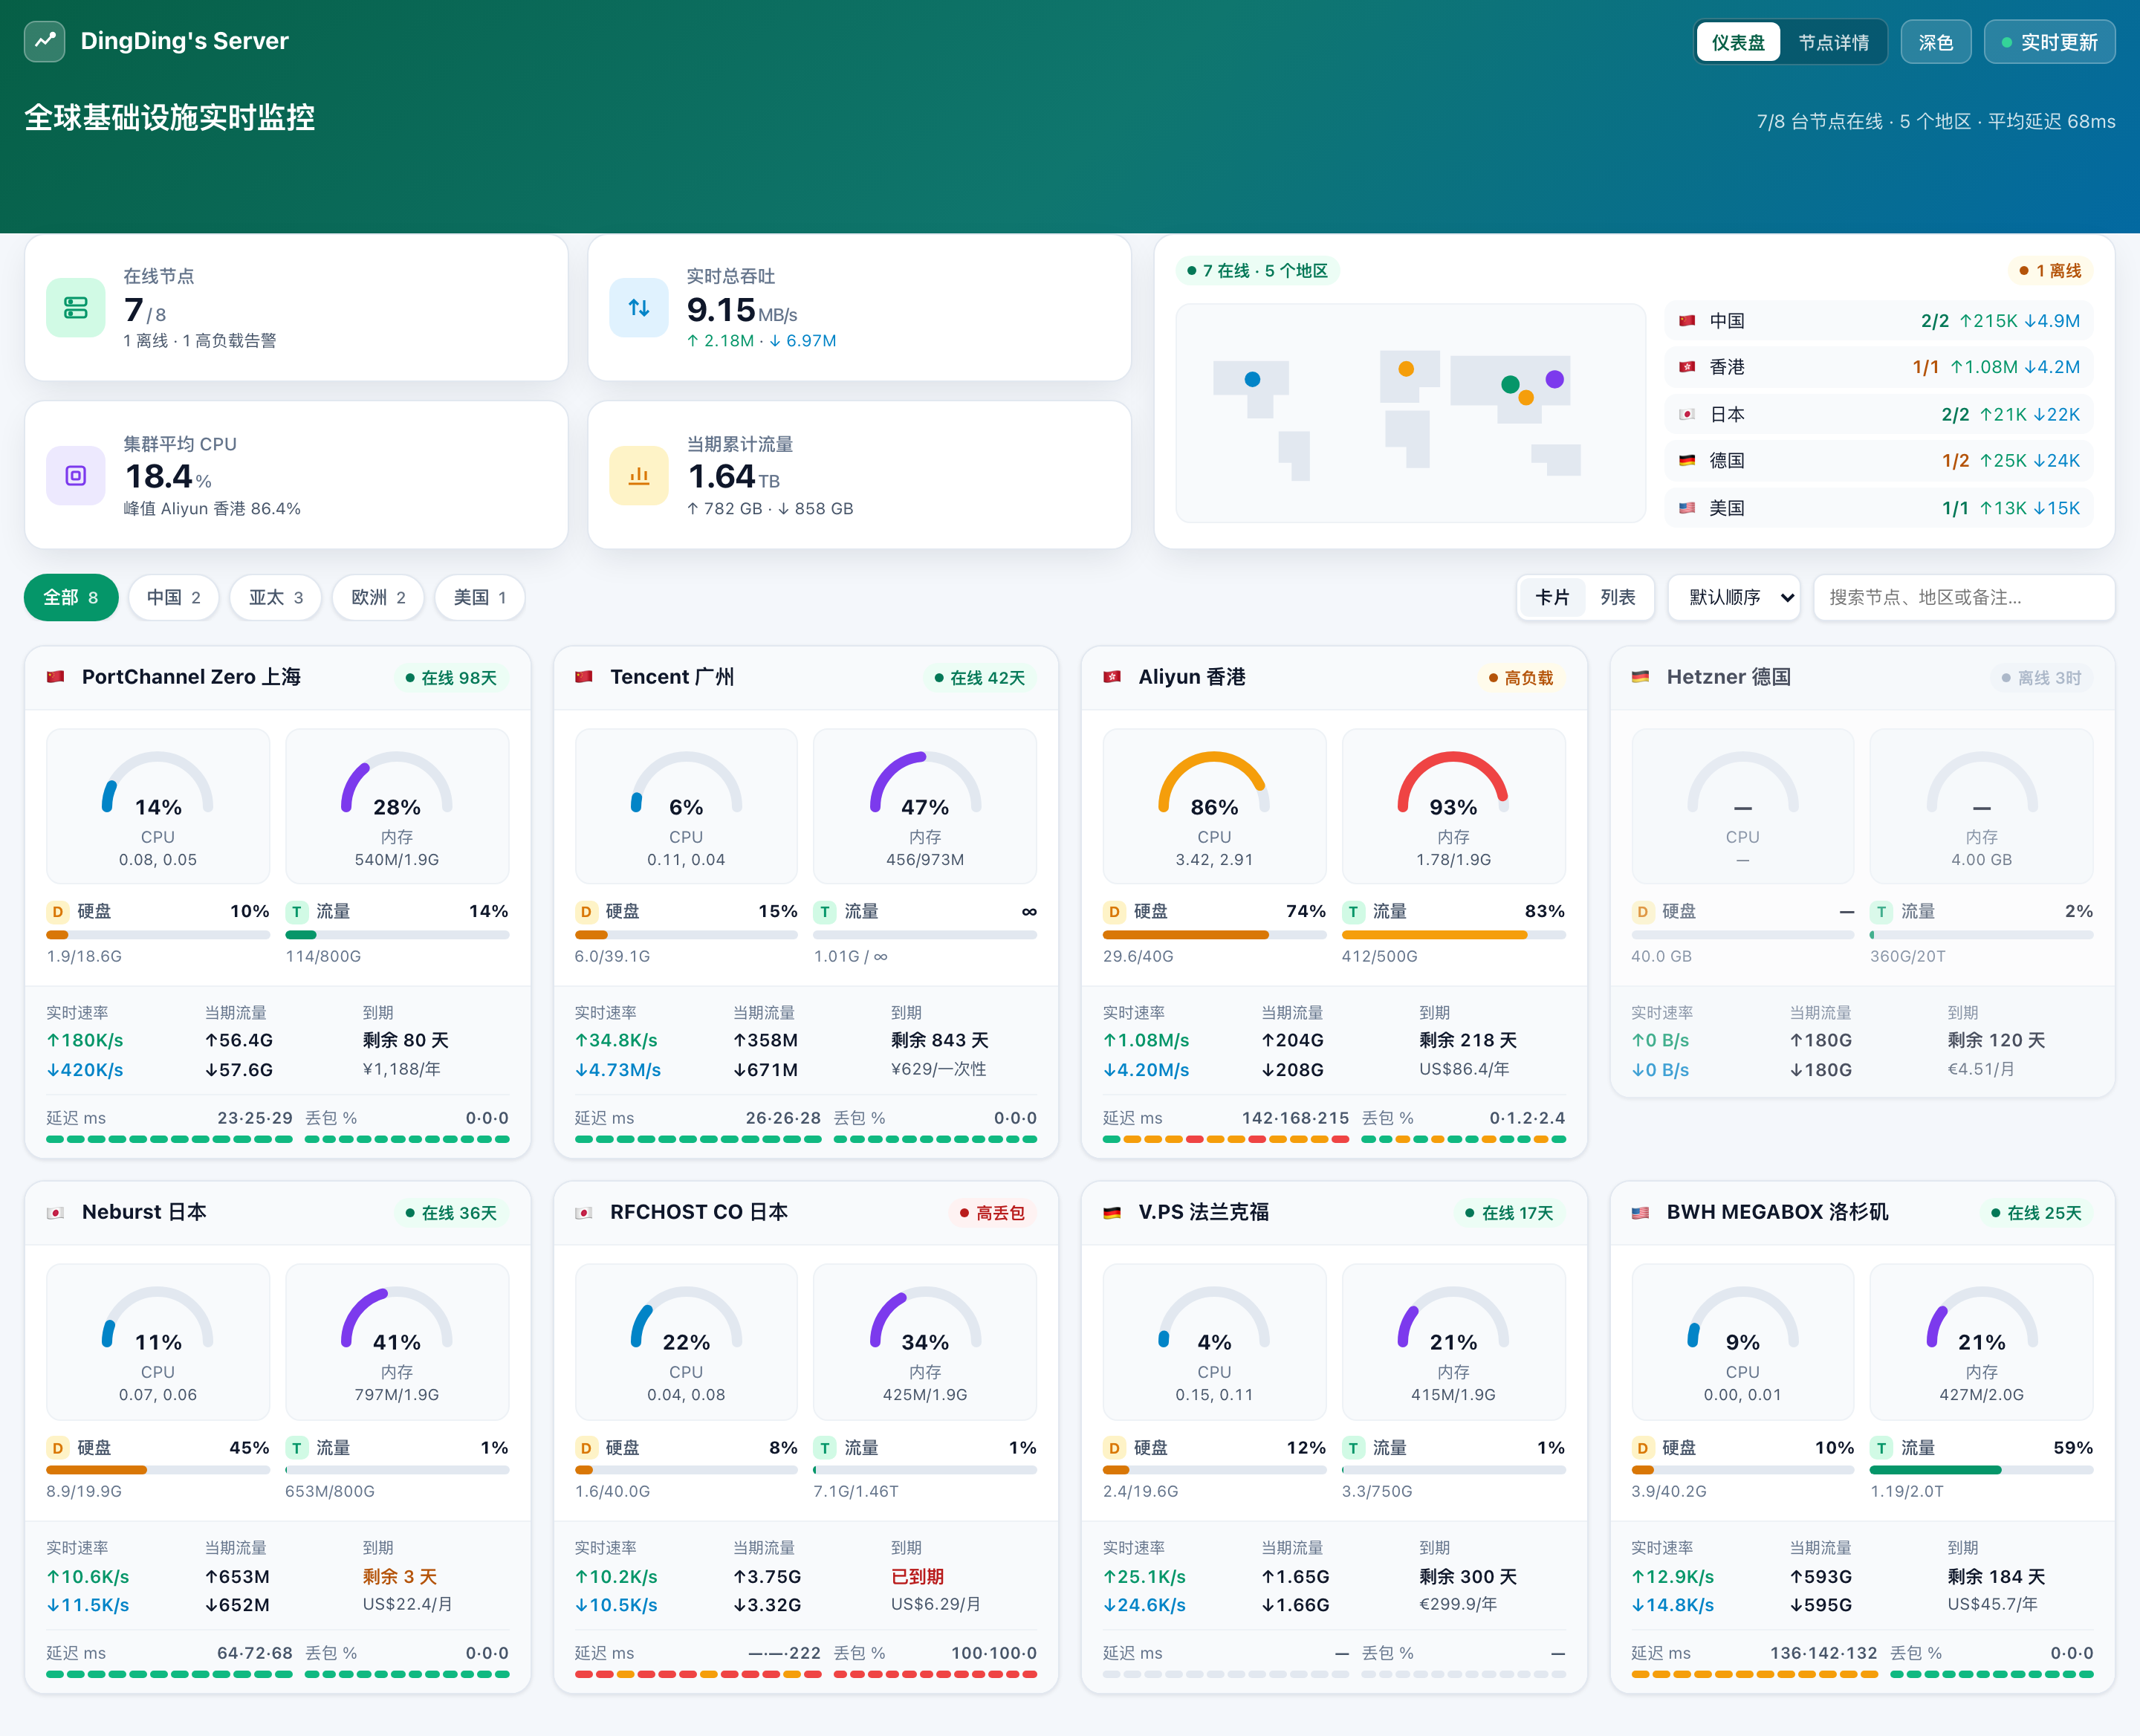 DingDing's Server
仪表盘 节点详情 深色 实时更新
全球基础设施实时监控
7/8 台节点在线 · 5 个地区 · 平均延迟 68ms
在线节点
7 / 8
1 离线 · 1 高负载告警
实时总吞吐
9.15 MB/s
↑ 2.18M · ↓ 6.97M
集群平均 CPU
18.4 %
峰值 Aliyun 香港 86.4%
当期累计流量
1.64 TB
↑ 782 GB · ↓ 858 GB
7 在线 · 5 个地区
1 离线
中国 2/2 ↑215K ↓4.9M
香港 1/1 ↑1.08M ↓4.2M
日本 2/2 ↑21K ↓22K
德国 1/2 ↑25K ↓24K
美国 1/1 ↑13K ↓15K
全部 8 中国 2 亚太 3 欧洲 2 美国 1
卡片 列表 默认顺序 搜索节点、地区或备注...
PortChannel Zero 上海 在线 98天
14% 28%
CPU 内存
0.08, 0.05 540M/1.9G
D 硬盘 10% T 流量 14%
1.9/18.6G 114/800G
实时速率 当期流量 到期
↑180K/s ↑56.4G 剩余 80 天
↓420K/s ↓57.6G ¥1,188/年
延迟 ms 23·25·29 丢包 % 0·0·0
Tencent 广州 在线 42天
6% 47%
CPU 内存
0.11, 0.04 456/973M
D 硬盘 15% T 流量 ∞
6.0/39.1G 1.01G / ∞
实时速率 当期流量 到期
↑34.8K/s ↑358M 剩余 843 天
↓4.73M/s ↓671M ¥629/一次性
延迟 ms 26·26·28 丢包 % 0·0·0
Aliyun 香港 高负载
86% 93%
CPU 内存
3.42, 2.91 1.78/1.9G
D 硬盘 74% T 流量 83%
29.6/40G 412/500G
实时速率 当期流量 到期
↑1.08M/s ↑204G 剩余 218 天
↓4.20M/s ↓208G US$86.4/年
延迟 ms 142·168·215 丢包 % 0·1.2·2.4
Hetzner 德国 离线 3时
— —
CPU 内存
— 4.00 GB
D 硬盘 — T 流量 2%
40.0 GB 360G/20T
实时速率 当期流量 到期
↑0 B/s ↑180G 剩余 120 天
↓0 B/s ↓180G €4.51/月
Neburst 日本 在线 36天
11% 41%
CPU 内存
0.07, 0.06 797M/1.9G
D 硬盘 45% T 流量 1%
8.9/19.9G 653M/800G
实时速率 当期流量 到期
↑10.6K/s ↑653M 剩余 3 天
↓11.5K/s ↓652M US$22.4/月
延迟 ms 64·72·68 丢包 % 0·0·0
RFCHOST CO 日本 高丢包
22% 34%
CPU 内存
0.04, 0.08 425M/1.9G
D 硬盘 8% T 流量 1%
1.6/40.0G 7.1G/1.46T
实时速率 当期流量 到期
↑10.2K/s ↑3.75G 已到期
↓10.5K/s ↓3.32G US$6.29/月
延迟 ms —·—·222 丢包 % 100·100·0
V.PS 法兰克福 在线 17天
4% 21%
CPU 内存
0.15, 0.11 415M/1.9G
D 硬盘 12% T 流量 1%
2.4/19.6G 3.3/750G
实时速率 当期流量 到期
↑25.1K/s ↑1.65G 剩余 300 天
↓24.6K/s ↓1.66G €299.9/年
延迟 ms — 丢包 % —
BWH MEGABOX 洛杉矶 在线 25天
9% 21%
CPU 内存
0.00, 0.01 427M/2.0G
D 硬盘 10% T 流量 59%
3.9/40.2G 1.19/2.0T
实时速率 当期流量 到期
↑12.9K/s ↑593G 剩余 184 天
↓14.8K/s ↓595G US$45.7/年
延迟 ms 136·142·132 丢包 % 0·0·0